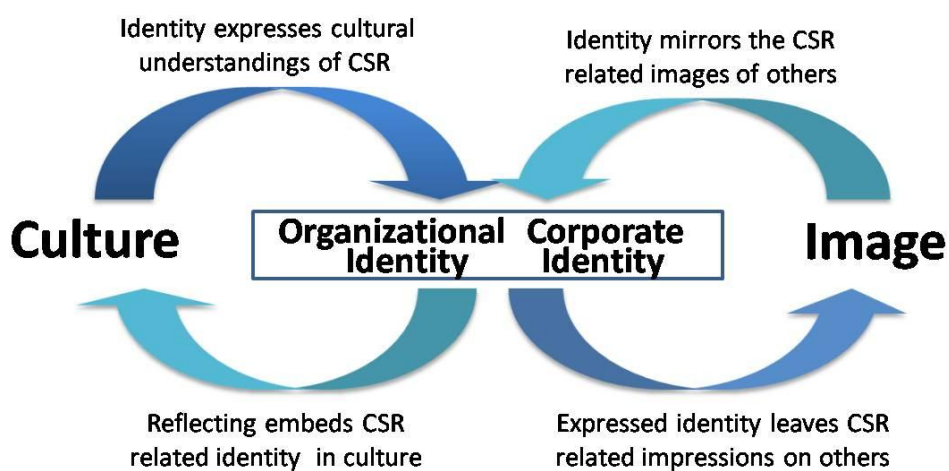 Identity expresses cultural
understandings of CSR
Identity mirrors the CSR
related images of others
Culture
Organizational Corporate
Identity Identity
Image
Reflecting embeds CSR
related identity in culture
Expressed identity leaves CSR
related impressions on others